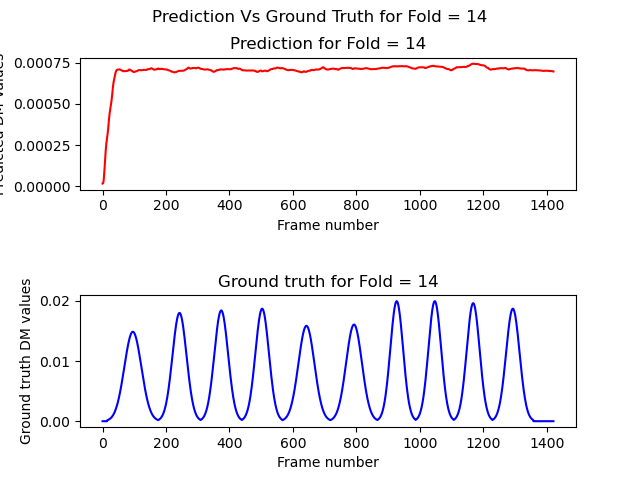 Prediction Vs Ground Truth for Fold = 14
Prediction for Fold = 14
0.00075
0.00050
0.00025
0.00000
DM values
0 200 400 600 800 1000 1200 1400
Frame number
Ground truth for Fold = 14
0.02
0.01
0.00
Ground truth DM values
0 200 400 600 800 1000 1200 1400
Frame number